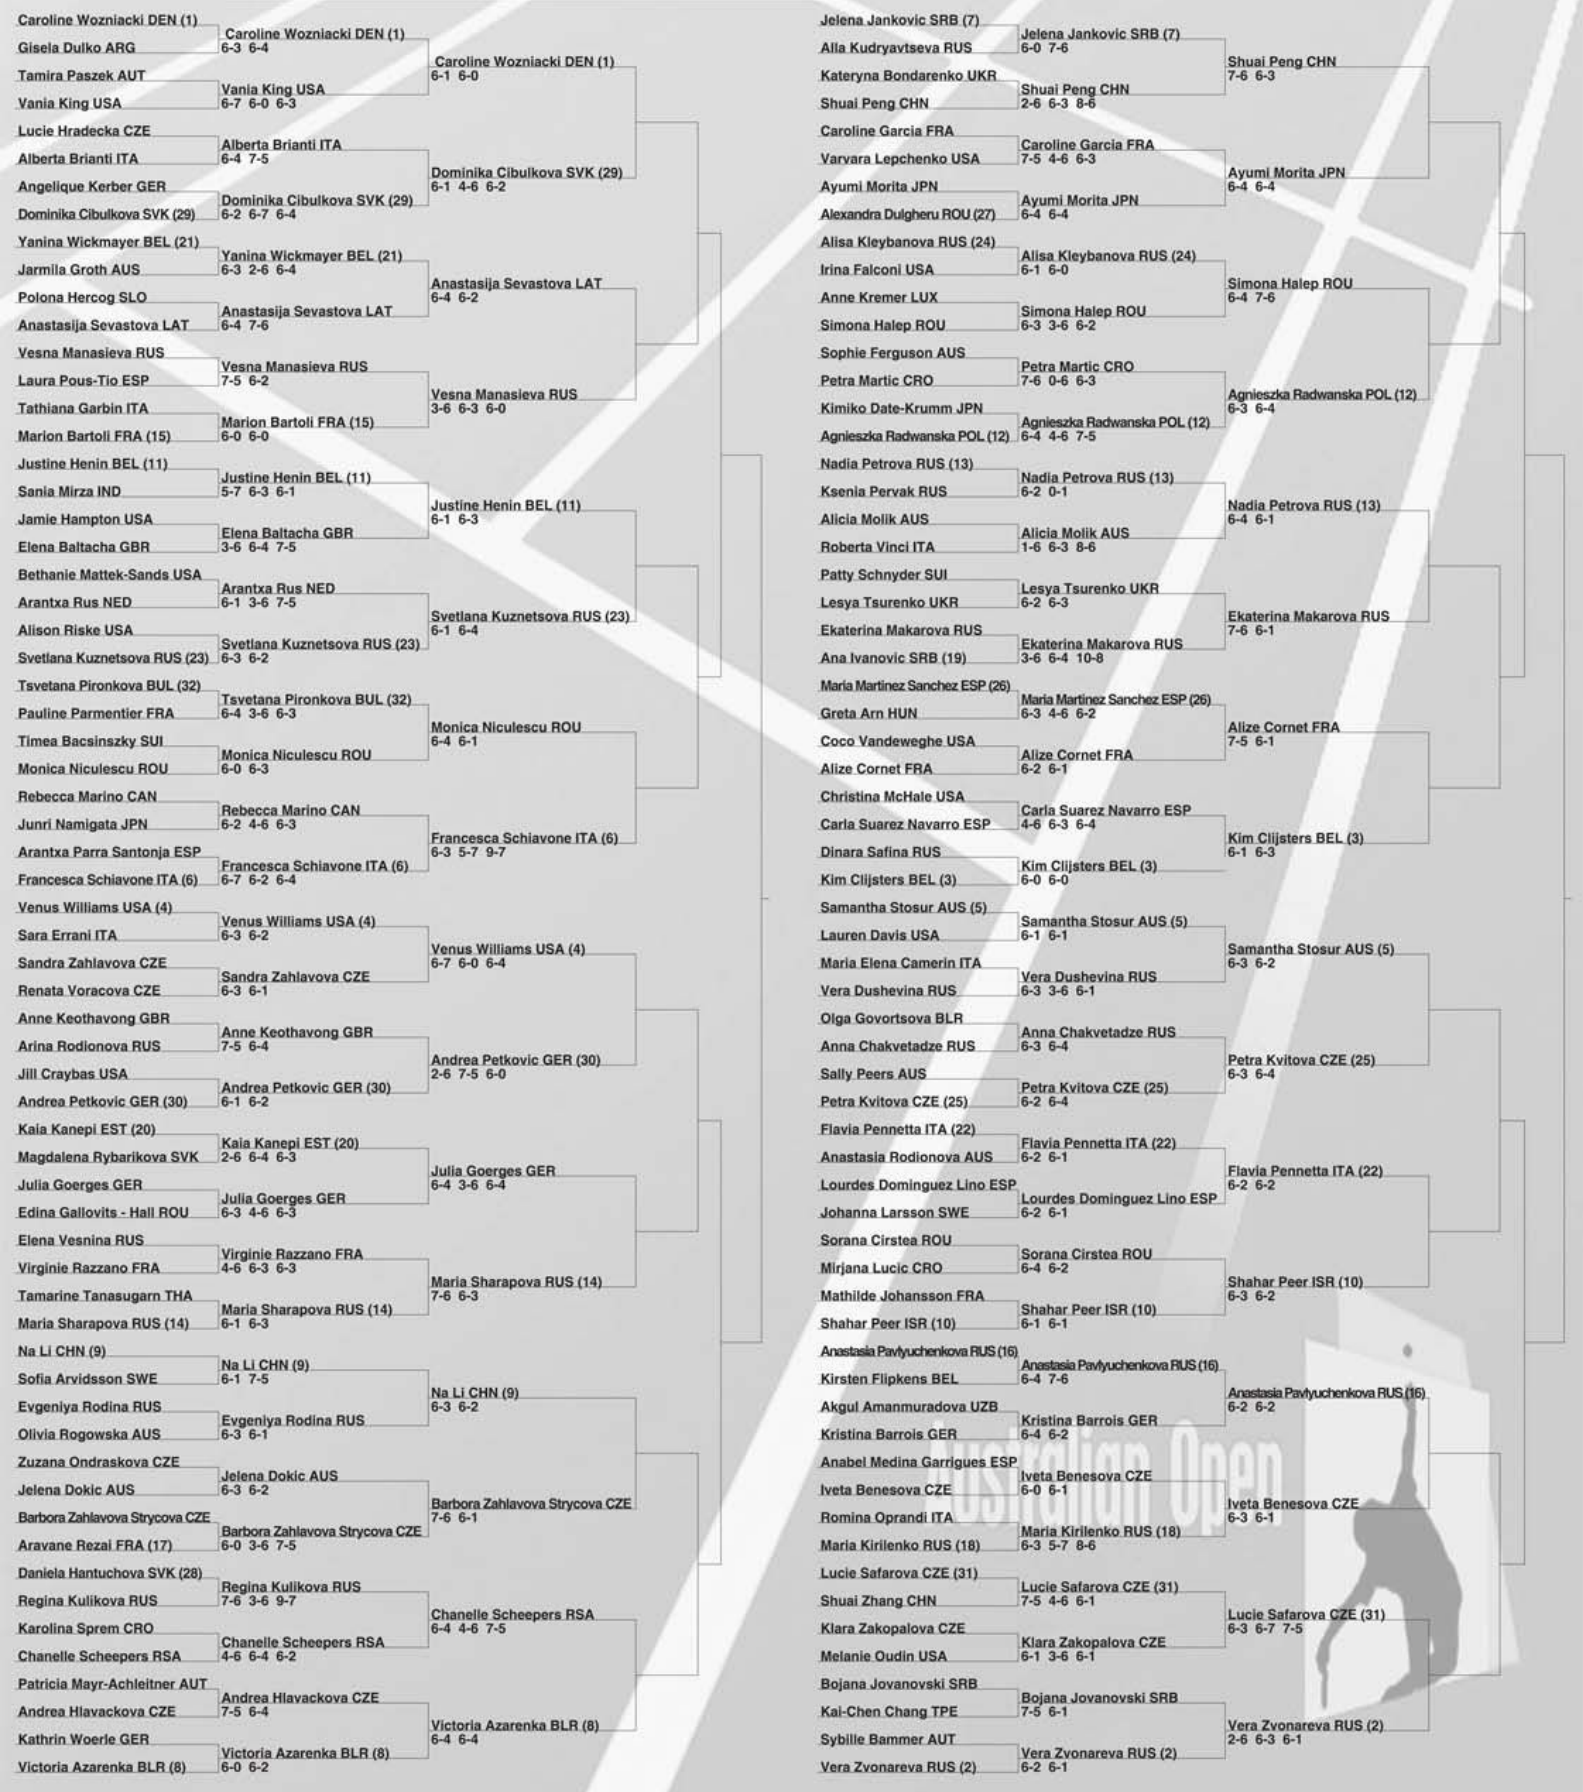 Caroline Wozniacki DEN (1)
Gisela Dulko ARG
Tamira Paszek AUT
Vania King USA
Lucie Hradecka CZE
Alberta Brianti ITA
Angelique Kerber GER
Dominika Cibulkova SVK (29)
Yanina Wickmayer BEL (21)
Jarmila Groth AUS
Polona Hercog SLO
Anastasija Sevastova LAT
Vesna Manasieva RUS
Laura Pous-Tio ESP
Tathiana Garbin ITA
Marion Bartoli FRA (15)
Justine Henin BEL (11)
Sania Mirza IND
Jamie Hampton USA
Elena Baltacha GBR
Bethanie Mattek-Sands USA
Arantxa Rus NED
Alison Riske USA
Svetlana Kuznetsova RUS (23)
Tsvetana Pironkova BUL (32)
Pauline Parmentier FRA
Timea Bacsinszky SUI
Monica Niculescu ROU
Rebecca Marino CAN
Junri Namigata JPN
Arantxa Parra Santonja ESP
Francesca Schiavone ITA (6)
Venus Williams USA (4)
Sara Errani ITA
Sandra Zahlavova CZE
Renata Voracova CZE
Anne Keothavong GBR
Arina Rodionova RUS
Jill Craybas USA
Andrea Petkovic GER (30)
Kaia Kanepi EST (20)
Magdalena Rybarikova SVK
Julia Goerges GER
Edina Gallovits - Hall ROU
Elena Vesnina RUS
Virginie Razzano FRA
Tamarine Tanasugarn THA
Maria Sharapova RUS (14)
Na Li CHN (9)
Sofia Arvidsson SWE
Evgeniya Rodina RUS
Olivia Rogowska AUS
Zuzana Ondraskova CZE
Jelena Dokic AUS
Barbora Zahlavova Strycova CZE
Aravane Rezai FRA (17)
Daniela Hantuchova SVK (28)
Regina Kulikova RUS
Karolina Sprem CRO
Chanelle Scheepers RSA
Patricia Mayr-Achleitner AUT
Andrea Hlavackova CZE
Kathrin Woerle GER
Victoria Azarenka BLR (8)
Caroline Wozniacki DEN (1)
6-3 6-4
Vania King USA
6-7 6-0 6-3
Alberta Brianti ITA
6-4 7-5
Dominika Cibulkova SVK (29)
6-2 6-7 6-4
Yanina Wickmayer BEL (21)
6-3 2-6 6-4
Anastasija Sevastova LAT
6-4 7-6
Vesna Manasieva RUS
7-5 6-2
Marion Bartoli FRA (15)
6-0 6-0
Justine Henin BEL (11)
5-7 6-3 6-1
Elena Baltacha GBR
3-6 6-4 7-5
Arantxa Rus NED
6-1 3-6 7-5
Svetlana Kuznetsova RUS (23)
6-3 6-2
Tsvetana Pironkova BUL (32)
6-4 3-6 6-3
Monica Niculescu ROU
6-0 6-3
Rebecca Marino CAN
6-2 4-6 6-3
Francesca Schiavone ITA (6)
6-7 6-2 6-4
Venus Williams USA (4)
6-3 6-2
Sandra Zahlavova CZE
6-3 6-1
Anne Keothavong GBR
7-5 6-4
Andrea Petkovic GER (30)
6-1 6-2
Kaia Kanepi EST (20)
2-6 6-4 6-3
Julia Goerges GER
6-3 4-6 6-3
Virginie Razzano FRA
4-6 6-3 6-3
Maria Sharapova RUS (14)
6-1 6-3
Na Li CHN (9)
6-1 7-5
Evgeniya Rodina RUS
6-3 6-1
Jelena Dokic AUS
6-3 6-2
Barbora Zahlavova Strycova CZE
6-0 3-6 7-5
Regina Kulikova RUS
7-6 3-6 9-7
Chanelle Scheepers RSA
4-6 6-4 6-2
Andrea Hlavackova CZE
7-5 6-4
Victoria Azarenka BLR (8)
6-0 6-2
Caroline Wozniacki DEN (1)
6-1 6-0
Dominika Cibulkova SVK (29)
6-1 4-6 6-2
Anastasija Sevastova LAT
6-4 6-2
Vesna Manasieva RUS
3-6 6-3 6-0
Justine Henin BEL (11)
6-1 6-3
Svetlana Kuznetsova RUS (23)
6-1 6-4
Monica Niculescu ROU
6-4 6-1
Francesca Schiavone ITA (6)
6-3 5-7 9-7
Venus Williams USA (4)
6-7 6-0 6-4
Andrea Petkovic GER (30)
2-6 7-5 6-0
Julia Goerges GER
6-4 3-6 6-4
Maria Sharapova RUS (14)
7-6 6-3
Na Li CHN (9)
6-3 6-2
Barbora Zahlavova Strycova CZE
7-6 6-1
Chanelle Scheepers RSA
6-4 4-6 7-5
Victoria Azarenka BLR (8)
6-4 6-4
Jelena Jankovic SRB (7)
Alla Kudryavtseva RUS
Kateryna Bondarenko UKR
Shuai Peng CHN
Caroline Garcia FRA
Varvara Lepchenko USA
Ayumi Morita JPN
Alexandra Dulgheru ROU (27)
Alisa Kleybanova RUS (24)
Irina Falconi USA
Anne Kremer LUX
Simona Halep ROU
Sophie Ferguson AUS
Petra Martic CRO
Kimiko Date-Krumm JPN
Agnieszka Radwanska POL (12)
Nadia Petrova RUS (13)
Ksenia Pervak RUS
Alicia Molik AUS
Roberta Vinci ITA
Patty Schnyder SUI
Lesya Tsurenko UKR
Ekaterina Makarova RUS
Ana Ivanovic SRB (19)
Maria Martinez Sanchez ESP (26)
Greta Arn HUN
Coco Vandeweghe USA
Alize Cornet FRA
Christina McHale USA
Carla Suarez Navarro ESP
Dinara Safina RUS
Kim Clijsters BEL (3)
Samantha Stosur AUS (5)
Lauren Davis USA
Maria Elena Camerin ITA
Vera Dushevina RUS
Olga Govortsova BLR
Anna Chakvetadze RUS
Sally Peers AUS
Petra Kvitova CZE (25)
Flavia Pennetta ITA (22)
Anastasia Rodionova AUS
Lourdes Dominguez Lino ESP
Johanna Larsson SWE
Sorana Cirstea ROU
Mirjana Lucic CRO
Mathilde Johansson FRA
Shahar Peer ISR (10)
Anastasia Pavlyuchenkova RUS (16)
Kirsten Flipkens BEL
Akgul Amanmuradova UZB
Kristina Barrois GER
Anabel Medina Garrigues ESP
Iveta Benesova CZE
Romina Oprandi ITA
Maria Kirilenko RUS (18)
Lucie Safarova CZE (31)
Shuai Zhang CHN
Klara Zakopalova CZE
Melanie Oudin USA
Bojana Jovanovski SRB
Kai-Chen Chang TPE
Sybille Bammer AUT
Vera Zvonareva RUS (2)
Jelena Jankovic SRB (7)
6-0 7-6
Shuai Peng CHN
2-6 6-3 8-6
Caroline Garcia FRA
7-5 4-6 6-3
Ayumi Morita JPN
6-4 6-4
Alisa Kleybanova RUS (24)
6-1 6-0
Simona Halep ROU
6-3 3-6 6-2
Petra Martic CRO
7-6 0-6 6-3
Agnieszka Radwanska POL (12)
6-4 4-6 7-5
Nadia Petrova RUS (13)
6-2 0-1
Alicia Molik AUS
1-6 6-3 8-6
Lesya Tsurenko UKR
6-2 6-3
Ekaterina Makarova RUS
3-6 6-4 10-8
Maria Martinez Sanchez ESP (26)
6-3 4-6 6-2
Alize Cornet FRA
6-2 6-1
Carla Suarez Navarro ESP
4-6 6-3 6-4
Kim Clijsters BEL (3)
6-0 6-0
Samantha Stosur AUS (5)
6-1 6-1
Vera Dushevina RUS
6-3 3-6 6-1
Anna Chakvetadze RUS
6-3 6-4
Petra Kvitova CZE (25)
6-2 6-4
Flavia Pennetta ITA (22)
6-2 6-1
Lourdes Dominguez Lino ESP
6-2 6-1
Sorana Cirstea ROU
6-4 6-2
Shahar Peer ISR (10)
6-1 6-1
Anastasia Pavlyuchenkova RUS (16)
6-4 7-6
Kristina Barrois GER
6-4 6-2
Iveta Benesova CZE
6-0 6-1
Maria Kirilenko RUS (18)
6-3 5-7 8-6
Lucie Safarova CZE (31)
7-5 4-6 6-1
Klara Zakopalova CZE
6-1 3-6 6-1
Bojana Jovanovski SRB
7-5 6-1
Vera Zvonareva RUS (2)
6-2 6-1
Shuai Peng CHN
7-6 6-3
Ayumi Morita JPN
6-4 6-4
Simona Halep ROU
6-4 7-6
Agnieszka Radwanska POL (12)
6-3 6-4
Nadia Petrova RUS (13)
6-4 6-1
Ekaterina Makarova RUS
7-6 6-1
Alize Cornet FRA
7-5 6-1
Kim Clijsters BEL (3)
6-1 6-3
Samantha Stosur AUS (5)
6-3 6-2
Petra Kvitova CZE (25)
6-3 6-4
Flavia Pennetta ITA (22)
6-2 6-2
Shahar Peer ISR (10)
6-3 6-2
Anastasia Pavlyuchenkova RUS (16)
6-2 6-2
Iveta Benesova CZE
6-3 6-1
Lucie Safarova CZE (31)
6-3 6-7 7-5
Vera Zvonareva RUS (2)
2-6 6-3 6-1
Australian Open